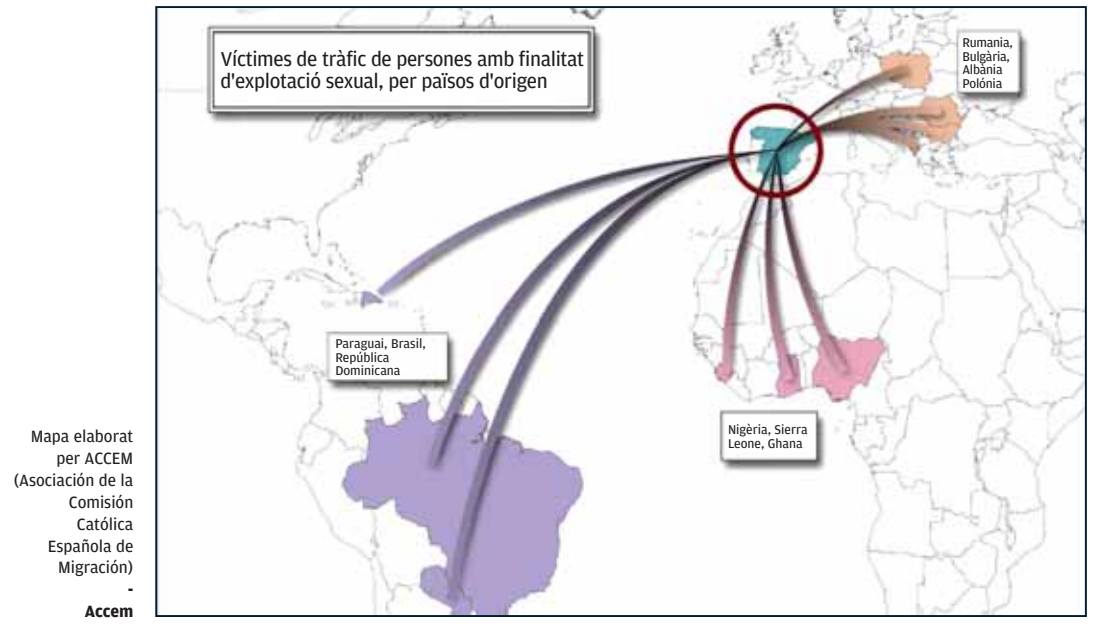 Víctimes de tràfic de persones amb finalitat
d'explotació sexual, per països d'origen
Rumania,
Bulgària,
Albània
Polónia
Paraguai, Brasil,
República
Dominicana
Nigèria, Sierra
Leone, Ghana
Mapa elaborat
per ACCEM
(Asociación de la
Comisión
Católica
Española de
Migración)
-
Accem